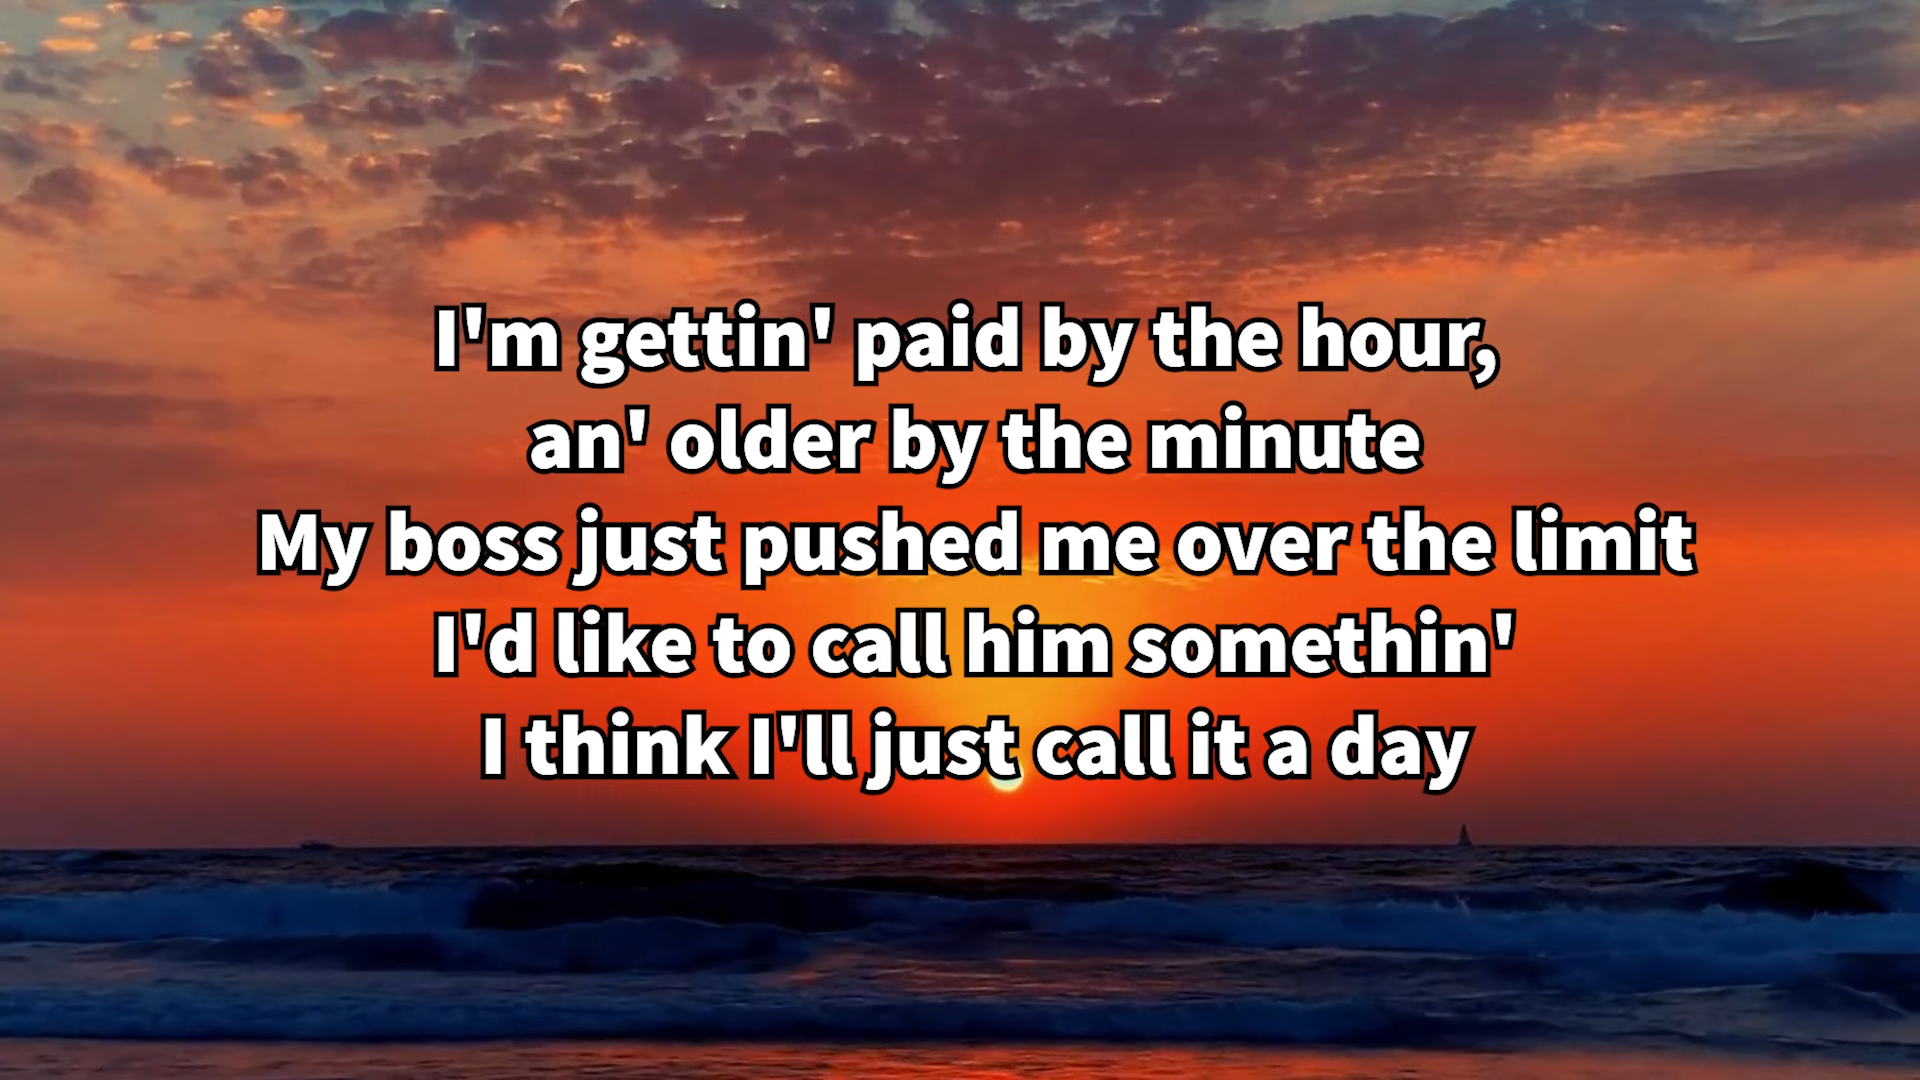 I'm gettin' paid by the hour,
an' older by the minute
My boss just pushed me over the limit
I'd like to call him somethin'
I think I'll just call it a day